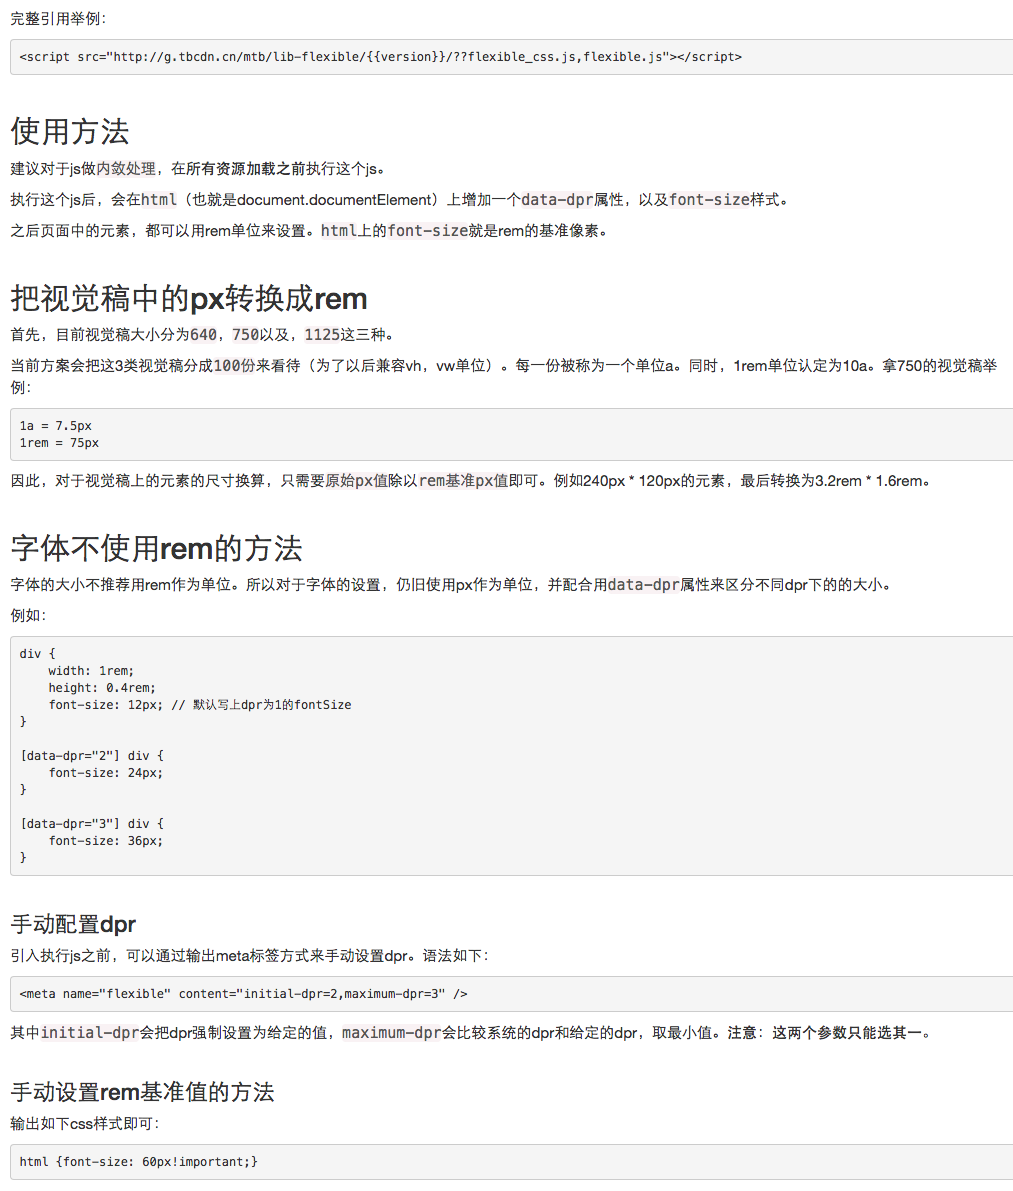 完整引用举例：
<script src="http://g.tbcdn.cn/mtb/lib-flexible/{{version}}/??flexible_css.js,flexible.js"></script>
使用方法
建议对于js做内敛处理，在所有资源加载之前执行这个js。
执行这个js后，会在html（也就是document.documentElement）上增加一个data-dpr属性，以及font-size样式。
之后页面中的元素，都可以用rem单位来设置。html上的font-size就是rem的基准像素。
把视觉稿中的px转换成rem
首先，目前视觉稿大小分为640，750以及，1125这三种。
当前方案会把这3类视觉稿分成100份来看待（为了以后兼容vh，vw单位）。每一份被称为一个单位a。同时，1rem单位认定为10a。拿750的视觉稿举
例：
1a = 7.5px
1rem = 75px
因此，对于视觉稿上的元素的尺寸换算，只需要原始px值除以rem基准px值即可。例如240px * 120px的元素，最后转换为3.2rem * 1.6rem。
字体不使用rem的方法
字体的大小不推荐用rem作为单位。所以对于字体的设置，仍旧使用px作为单位，并配合用data-dpr属性来区分不同dpr下的的大小。
例如：
div {
    width: 1rem;
    height: 0.4rem;
    font-size: 12px; // 默认写上dpr为1的fontSize
}
[data-dpr="2"] div {
    font-size: 24px;
}
[data-dpr="3"] div {
    font-size: 36px;
}
手动配置dpr
引入执行js之前，可以通过输出meta标签方式来手动设置dpr。语法如下：
<meta name="flexible" content="initial-dpr=2,maximum-dpr=3" />
其中initial-dpr会把dpr强制设置为给定的值，maximum-dpr会比较系统的dpr和给定的dpr，取最小值。注意：这两个参数只能选其一。
手动设置rem基准值的方法
输出如下css样式即可：
html {font-size: 60px!important;}